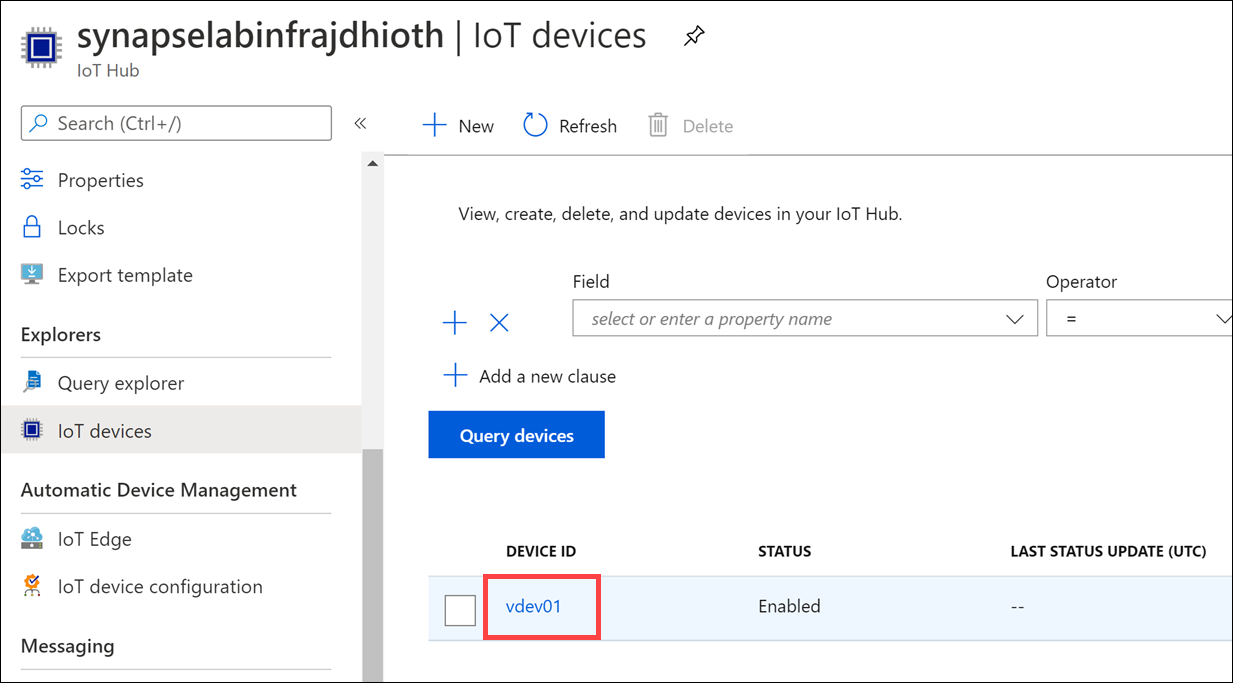 synapselabinfrajdhioth | IoT devices
IoT Hub
Search (Ctrl+/)
«
New
Refresh
Delete
Properties
Locks
Export template
Explorers
Query explorer
IoT devices
Automatic Device Management
IoT Edge
IoT device configuration
Messaging
View, create, delete, and update devices in your IoT Hub.
Field
Operator
select or enter a property name
=
Add a new clause
Query devices
DEVICE ID STATUS LAST STATUS UPDATE (UTC)
vdev01 Enabled --